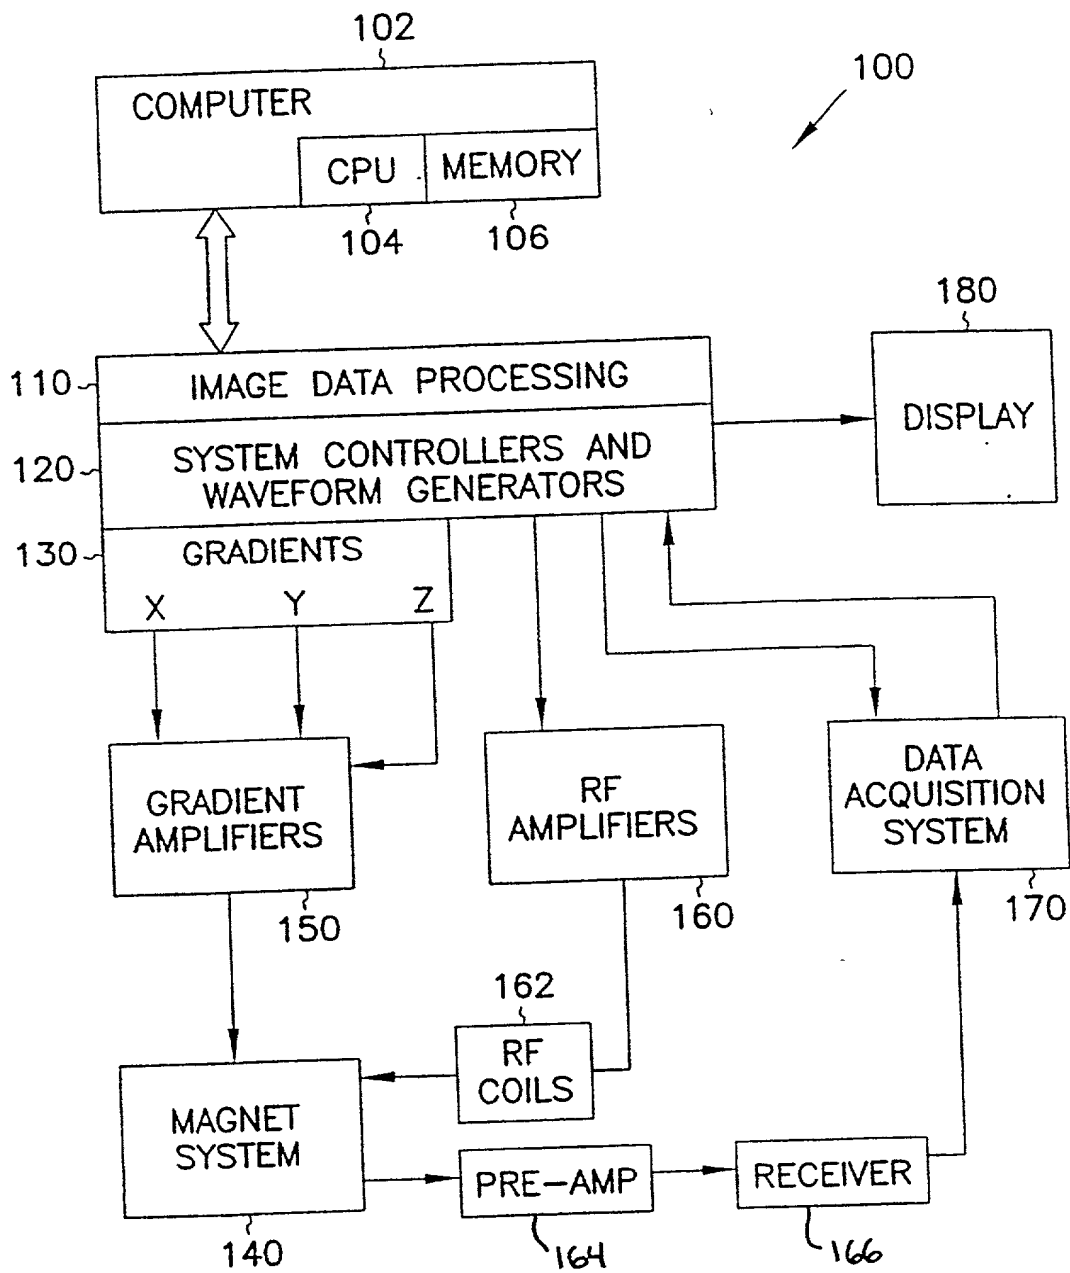 102
100
COMPUTER
CPU
MEMORY
104
106
180
110
IMAGE DATA PROCESSING
DISPLAY
120
SYSTEM CONTROLLERS AND
WAVEFORM GENERATORS
130
GRADIENTS
X
Y
Z
GRADIENT
AMPLIFIERS
RF
AMPLIFIERS
DATA
ACQUISITION
SYSTEM
150
160
170
162
RF
COILS
MAGNET
SYSTEM
PRE-AMP
RECEIVER
140
164
166